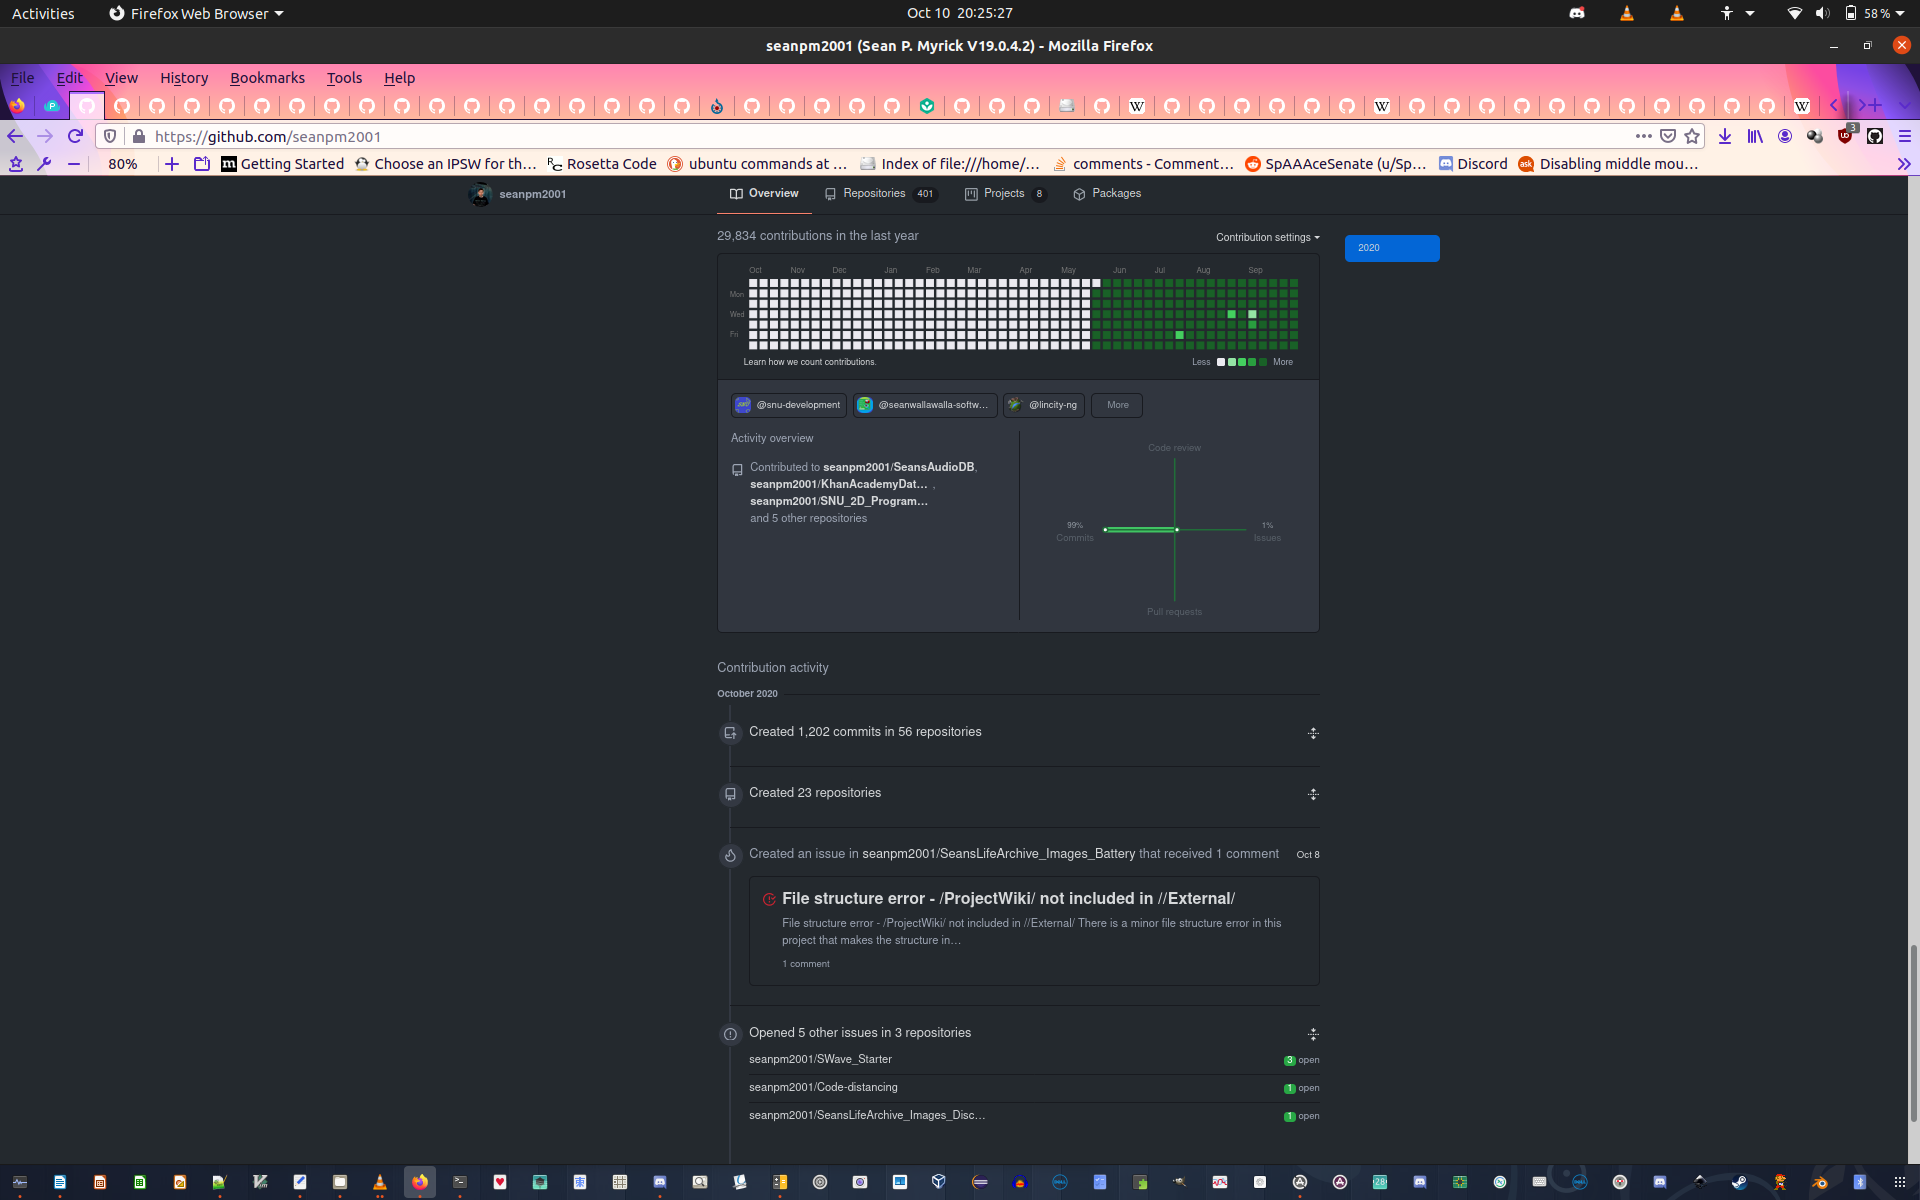 Activities
Firefox Web Browser
Oct 10 20:25:27
58 %
seanpm2001 (Sean P. Myrick V19.0.4.2) - Mozilla Firefox
File Edit View History Bookmarks Tools Help
https://github.com/seanpm2001
3
80%
Getting Started
Choose an IPSW for th…
Rosetta Code
ubuntu commands at …
Index of file:///home/…
comments - Comment…
SpAAAceSenate (u/Sp…
Discord
Disabling middle mou…
seanpm2001
Overview
Repositories 401
Projects 8
Packages
29,834 contributions in the last year
Contribution settings
2020
Oct Nov Dec Jan Feb Mar Apr May Jun Jul Aug Sep
Mon
Wed
Fri
Learn how we count contributions.
Less
More
@snu-development
@seanwallawalla-softw…
@lincity-ng
More
Activity overview
Contributed to seanpm2001/SeansAudioDB,
seanpm2001/KhanAcademyDat… ,
seanpm2001/SNU_2D_Program…
and 5 other repositories
Code review
99%
Commits
1%
Issues
Pull requests
Contribution activity
October 2020
Created 1,202 commits in 56 repositories
Created 23 repositories
Created an issue in seanpm2001/SeansLifeArchive_Images_Battery that received 1 comment
Oct 8
File structure error - /ProjectWiki/ not included in //External/
File structure error - /ProjectWiki/ not included in //External/ There is a minor file structure error in this
project that makes the structure in…
1 comment
Opened 5 other issues in 3 repositories
seanpm2001/SWave_Starter
3 open
seanpm2001/Code-distancing
1 open
seanpm2001/SeansLifeArchive_Images_Disc…
1 open